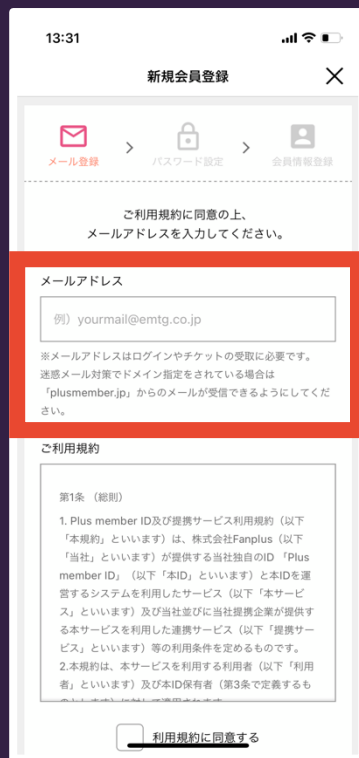 13:31
新規会員登録
メール登録
パスワード設定
会員情報登録
ご利用規約に同意の上、
メールアドレスを入力してください。
メールアドレス
例）yourmail@emtg.co.jp
※メールアドレスはログインやチケットの受取に必要です。
迷惑メール対策でドメイン指定をされている場合は
「plusmember.jp」からのメールが受信できるようにしてくだ
さい。
ご利用規約
第1条 （総則）
1. Plus member ID及び提携サービス利用規約（以下
「本規約」といいます）は、株式会社Fanplus（以下
「当社」といいます）が提供する当社独自のID 「Plus
member ID」（以下「本ID」といいます）と本IDを運
営するシステムを利用したサービス（以下「本サービ
ス」といいます）及び当社並びに当社提携企業が提供す
る本サービスを利用した連携サービス（以下「提携サー
ビス」といいます）等の利用条件を定めるものです。
2.本規約は、本サービスを利用する利用者（以下「利用
者」といいます）及び本ID保有者（第3条で定義するも
利用規約に同意する